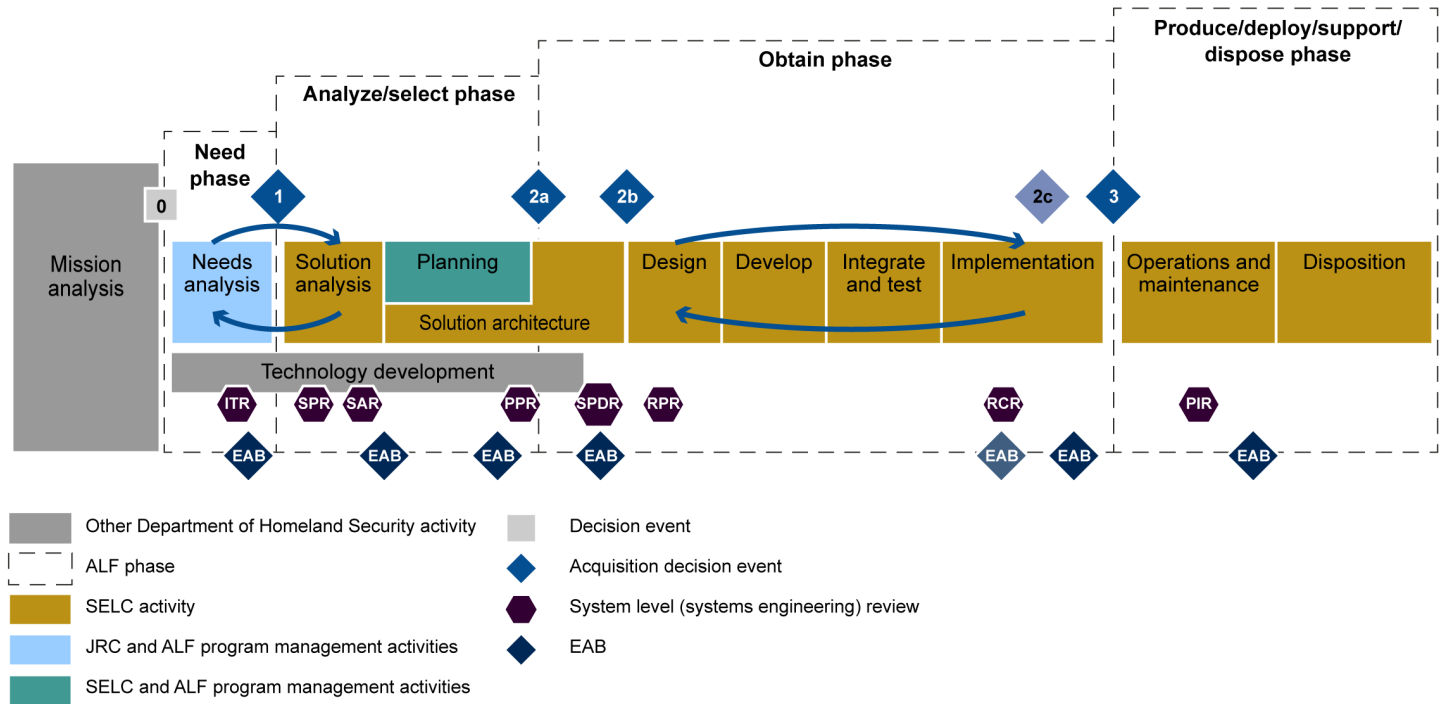 Produce/deploy/support/
dispose phase
Obtain phase
Analyze/select phase
Need
phase
0
1
2a
2b
2c
3
Mission
analysis
Needs
analysis
Solution
analysis
Planning
Solution architecture
Design
Develop
Integrate
and test
Implementation
Operations and
maintenance
Disposition
Technology development
ITR
SPR
SAR
PPR
SPDR
RPR
RCR
PIR
EAB
EAB
EAB
EAB
EAB
EAB
EAB
Other Department of Homeland Security activity
ALF phase
SELC activity
JRC and ALF program management activities
SELC and ALF program management activities
Decision event
Acquisition decision event
System level (systems engineering) review
EAB